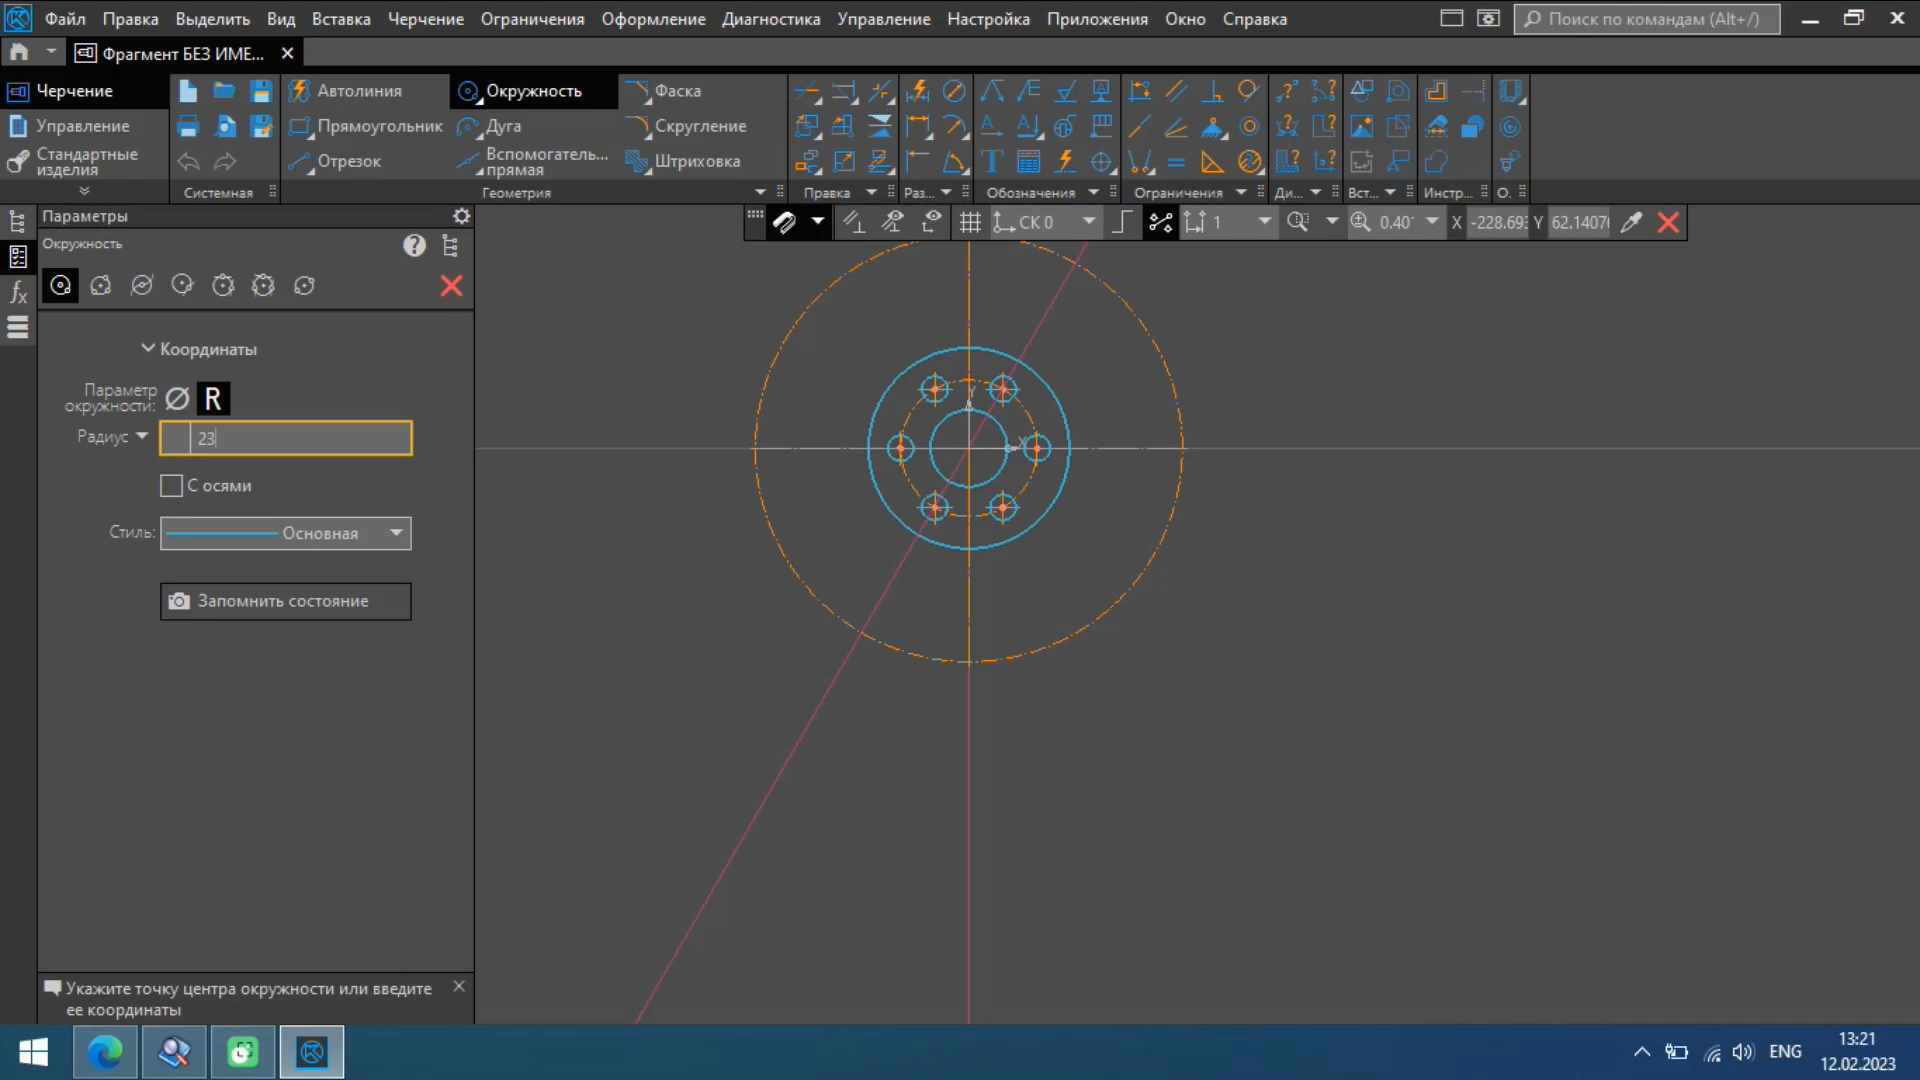 Файл Правка Выделить Вид Вставка Черчение Ограничения Оформление Диагностика Управление Настройка Приложения Окно Справка Поиск по командам (Alt+/)
Фрагмент БЕЗ ИМЕ...
Черчение Автолиния Окружность Фаска
Управление Прямоугольник Дуга Скругление
Стандартные изделия Отрезок Вспомогатель... прямая Штриховка
Системная Геометрия Правка Раз... Обозначения Ограничения Ди... Вст... Инстр... О.
Параметры
СК 0 1 0.40 X -228.693 Y 62.1407
Окружность
Координаты
Параметр окружности: R
Радиус 23
С осями
Стиль: Основная
Запомнить состояние
Y
X
Укажите точку центра окружности или введите
ее координаты
ENG
13:21
12.02.2023